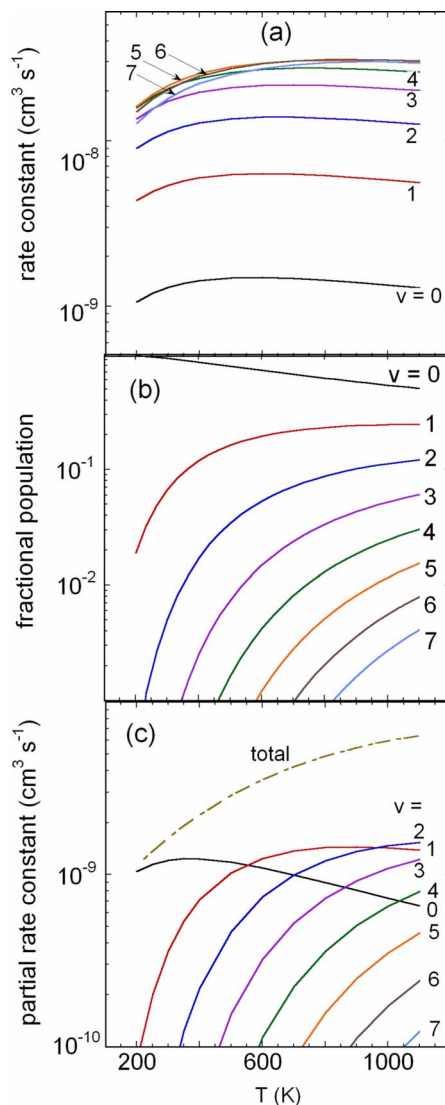 (a)
rate constant (cm³ s⁻¹)
10⁻⁸
10⁻⁹
5
6
7
4
3
2
1
v = 0
(b)
fractional population
10⁻¹
10⁻²
v = 0
1
2
3
4
5
6
7
(c)
partial rate constant (cm³ s⁻¹)
10⁻⁹
10⁻¹⁰
total
v =
2
1
3
0
4
5
6
7
200
600
1000
T (K)